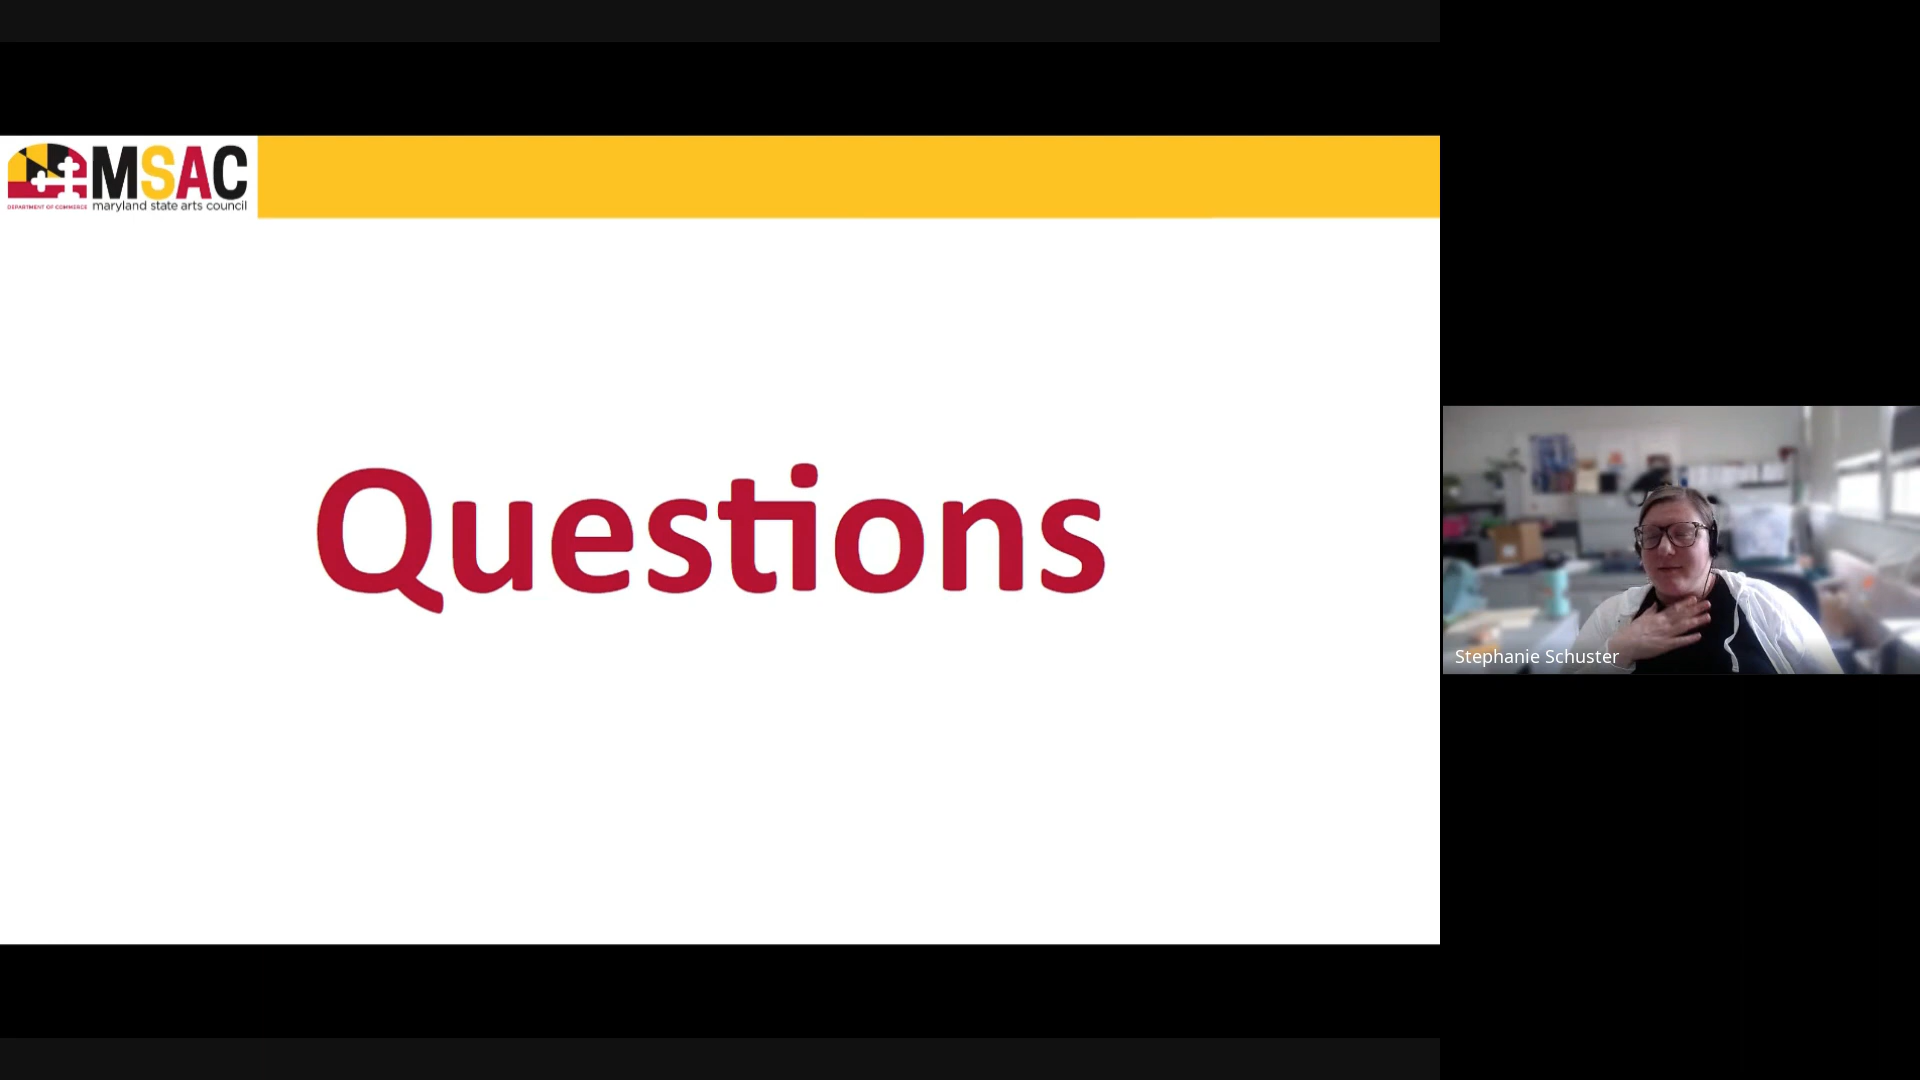 MSAC
DEPARTMENT OF COMMERCE
maryland state arts council
Questions
Stephanie Schuster